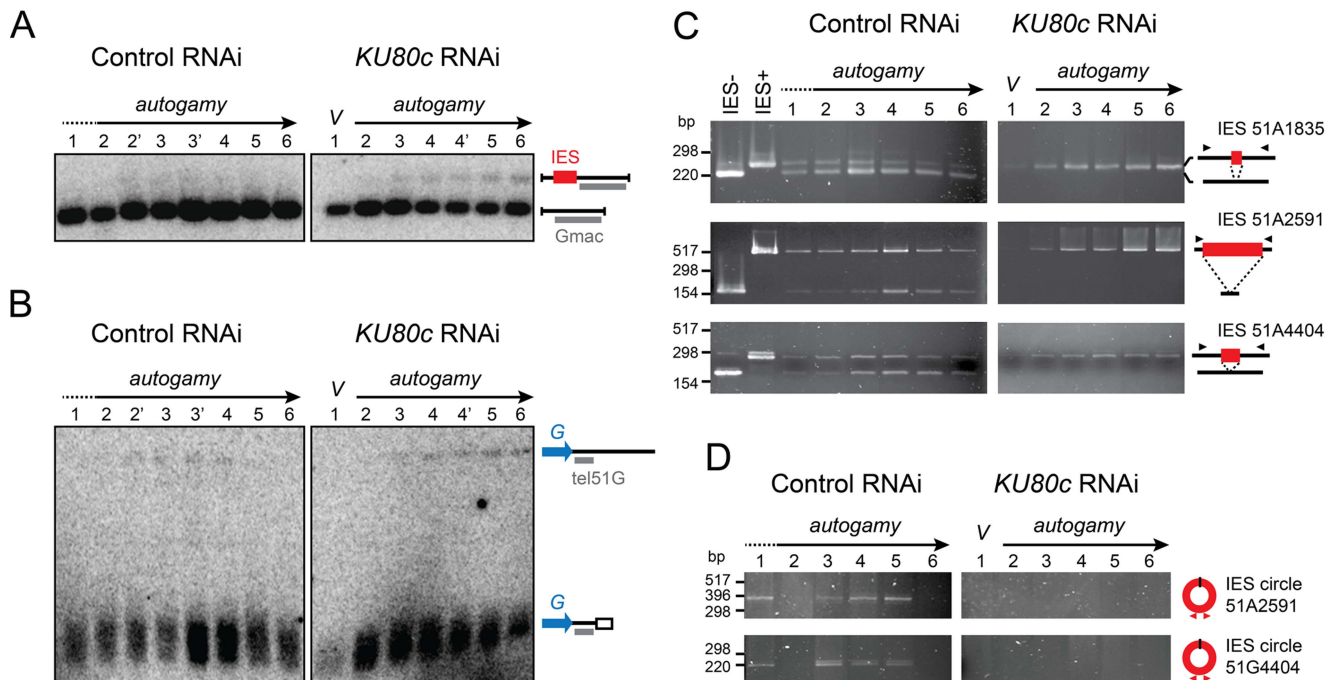 A
Control RNAi
KU80c RNAi
autogamy
V
autogamy
1 2 2' 3 3' 4 5 6
1 2 3 4 4' 5 6
IES
Gmac
B
Control RNAi
KU80c RNAi
autogamy
V
autogamy
1 2 2' 3 3' 4 5 6
1 2 3 4 4' 5 6
G
tel51G
G
C
Control RNAi
KU80c RNAi
IES-
IES+
autogamy
V
autogamy
1 2 3 4 5 6
1 2 3 4 5 6
bp
298
220
IES 51A1835
517
298
154
IES 51A2591
517
298
154
IES 51A4404
D
Control RNAi
KU80c RNAi
autogamy
V
autogamy
bp
1 2 3 4 5 6
1 2 3 4 5 6
517
396
298
IES circle
51A2591
298
220
IES circle
51G4404